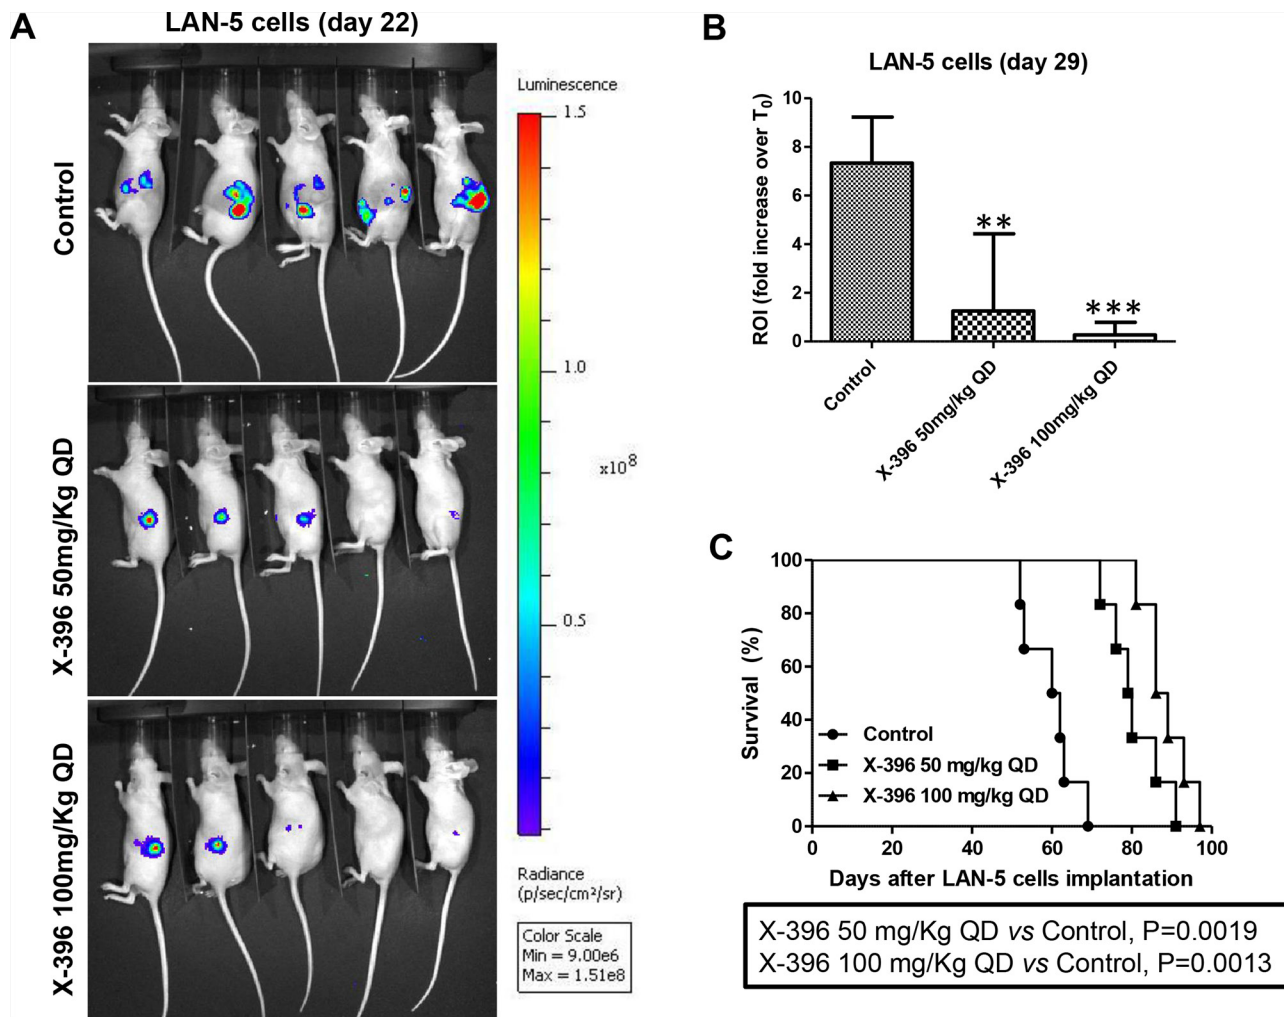 A
LAN-5 cells (day 22)
Control
X-396 50mg/Kg QD
X-396 100mg/Kg QD
Luminescence
1.5
1.0
x10⁸
0.5
Radiance
(p/sec/cm²/sr)
Color Scale
Min = 9.00e6
Max = 1.51e8
B
LAN-5 cells (day 29)
ROI (fold increase over T₀)
10
8
6
4
2
0
**
***
Control
X-396 50mg/kg QD
X-396 100mg/kg QD
C
Survival (%)
100
80
60
40
20
0
Control
X-396 50 mg/kg QD
X-396 100 mg/kg QD
0 20 40 60 80 100
Days after LAN-5 cells implantation
X-396 50 mg/Kg QD vs Control, P=0.0019
X-396 100 mg/Kg QD vs Control, P=0.0013